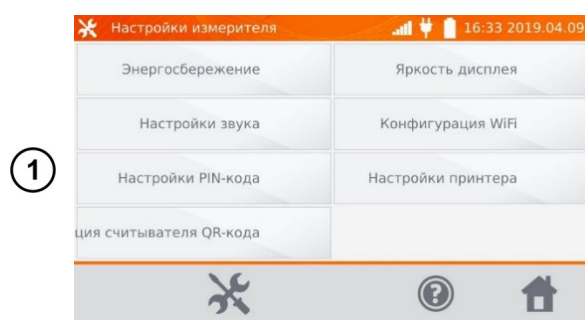 Настройки измерителя 16:33 2019.04.09
Энергосбережение Яркость дисплея
Настройки звука Конфигурация WiFi
1
Настройки PIN-кода Настройки принтера
ция считывателя QR-кода
?